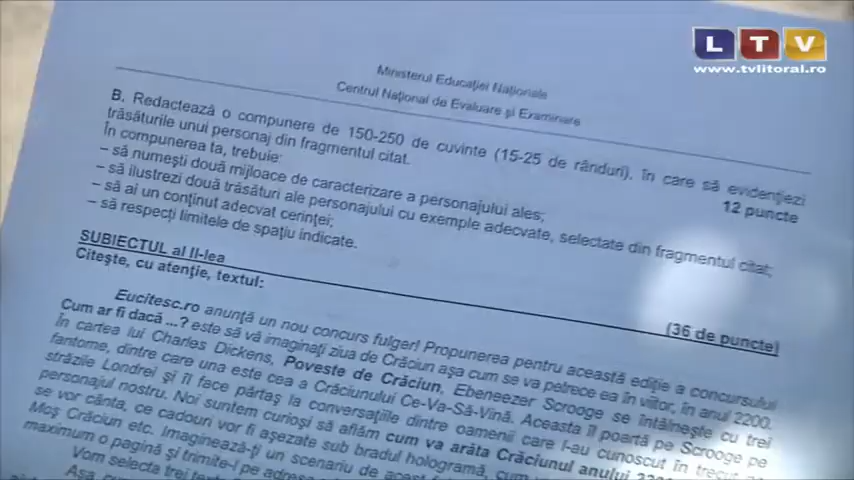 LTV
www.tvlitoral.ro
Ministerul Educației Naționale
Centrul Național de Evaluare și Examinare
B. Redactează o compunere de 150-250 de cuvinte (15-25 de rânduri), în care să evidențiezi
trăsăturile unui personaj din fragmentul citat.
12 puncte
În compunerea ta, trebuie:
– să numești două mijloace de caracterizare a personajului ales;
– să ilustrezi două trăsături ale personajului cu exemple adecvate, selectate din fragmentul citat;
– să ai un conținut adecvat cerinței;
– să respecți limitele de spațiu indicate.
SUBIECTUL al II-lea
(36 de puncte)
Citește, cu atenție, textul:
Eucitesc.ro anunță un nou concurs fulger! Propunerea pentru această ediție a concursului
Cum ar fi dacă ...? este să vă imaginați ziua de Crăciun așa cum se va petrece ea în viitor, în anul 2200.
În cartea lui Charles Dickens, Poveste de Crăciun, Ebeneezer Scrooge se întâlnește cu trei
fantome, dintre care una este cea a Crăciunului Ce-Va-Să-Vină. Aceasta îl poartă pe Scrooge pe
străzile Londrei și îl face părtaș la conversațiile dintre oamenii care l-au cunoscut în trecut pe
personajul nostru. Noi suntem curioși să aflăm cum va arăta Crăciunul anului
se vor cânta, ce cadouri vor fi așezate sub bradul hologramă, cum
Moș Crăciun etc. Imaginează-ți un scenariu de acest
maximum o pagină și trimite-l pe adresa
Vom selecta trei